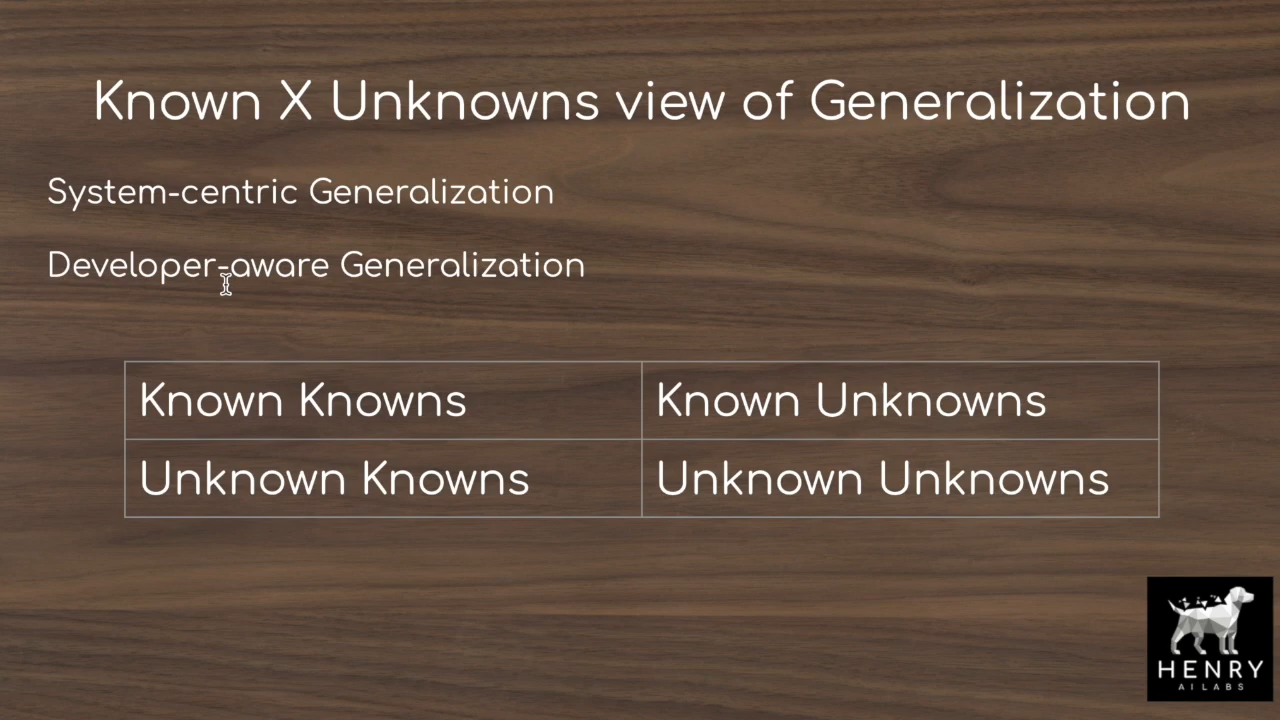 Known X Unknowns view of Generalization
System-centric Generalization
Developer-aware Generalization
Known Knowns
Known Unknowns
Unknown Knowns
Unknown Unknowns
HENRY
AI LABS